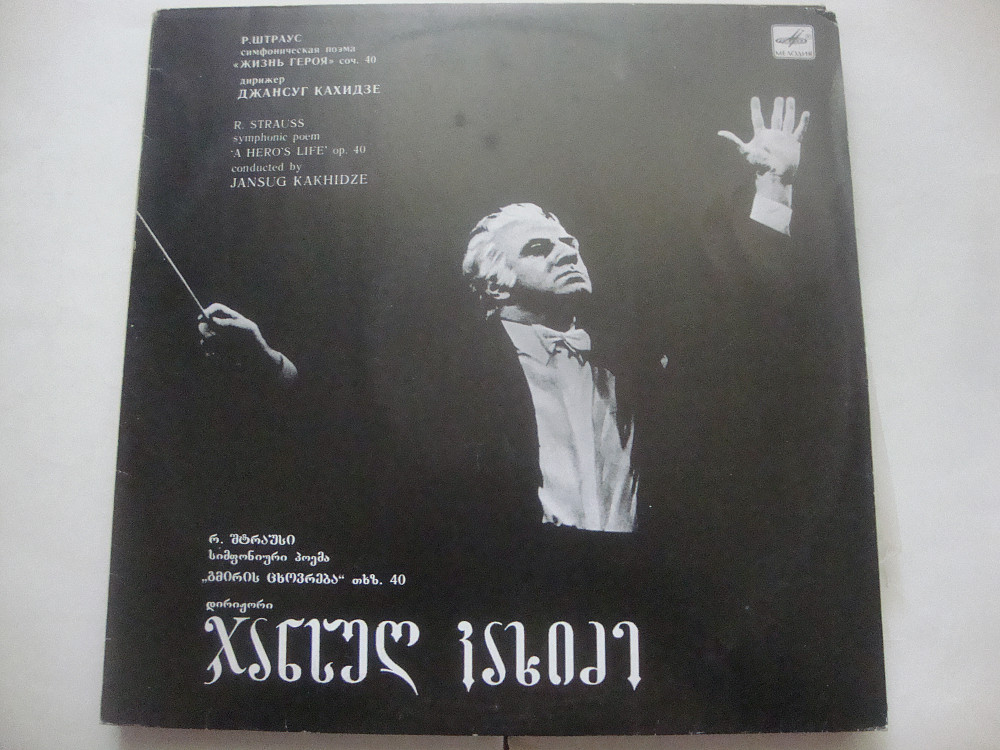 Р.ШТРАУС
симфоническая поэма
«ЖИЗНЬ ГЕРОЯ» соч. 40
дирижер
ДЖАНСУГ КАХИДЗЕ
R. STRAUSS
symphonic poem
'A HERO'S LIFE' op. 40
conducted by
JANSUG KAKHIDZE
МЕЛОДИЯ
რ. შტრაუსი
სიმფონიური პოემა
„გმირის ცხოვრება“ თხზ. 40
დირიჟორი
ჯანსუღ კახიძე